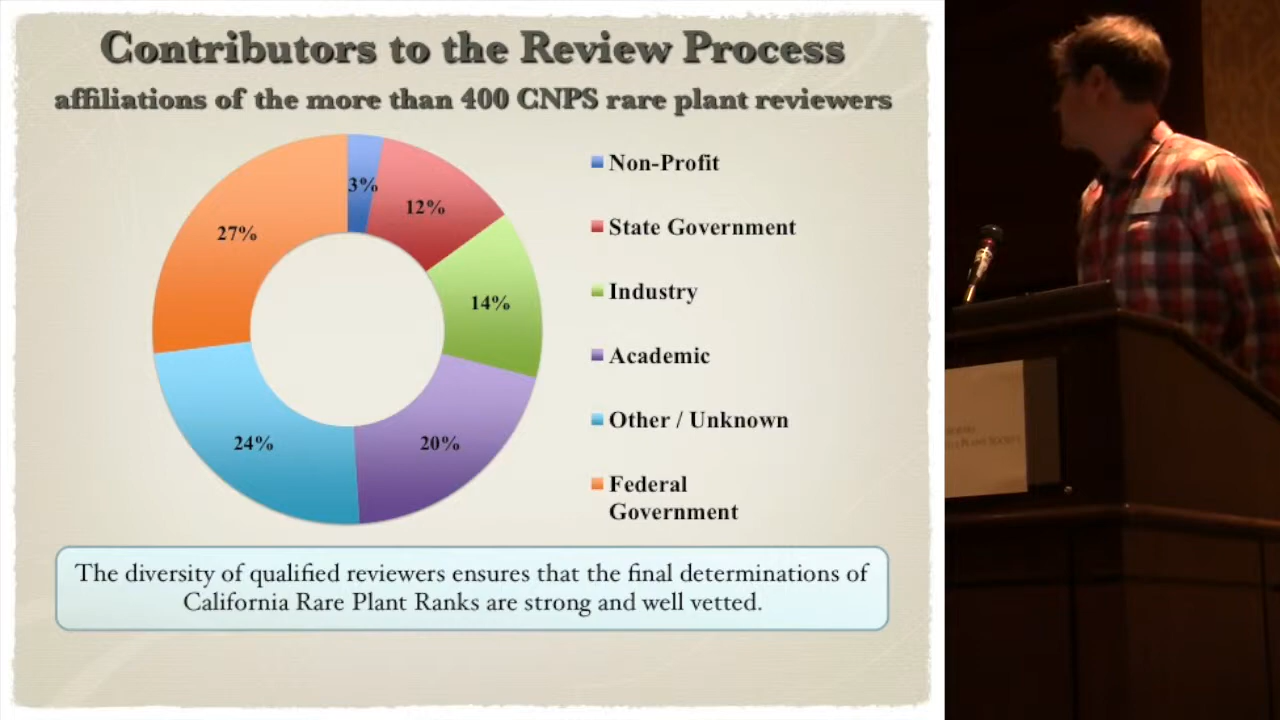 Contributors to the Review Process
affiliations of the more than 400 CNPS rare plant reviewers
3%
12%
14%
20%
24%
27%
Non-Profit
State Government
Industry
Academic
Other / Unknown
Federal
Government
The diversity of qualified reviewers ensures that the final determinations of
California Rare Plant Ranks are strong and well vetted.